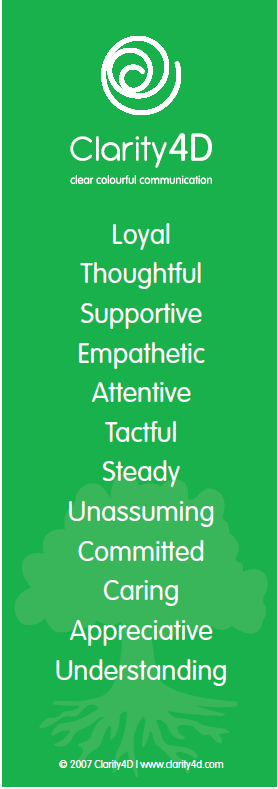 Clarity4D
clear colourful communication
Loyal
Thoughtful
Supportive
Empathetic
Attentive
Tactful
Steady
Unassuming
Committed
Caring
Appreciative
Understanding
© 2007 Clarity4D I www.clarity4d.com